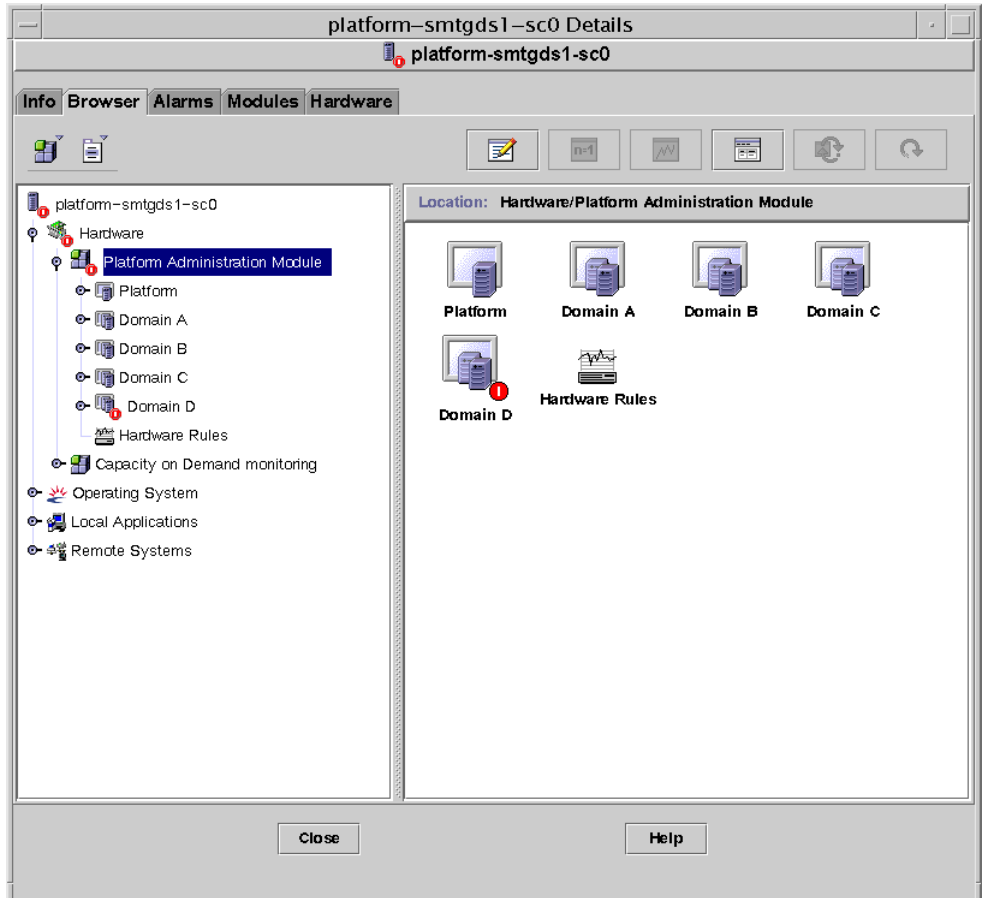 platform-smtgds1-sc0 Details
platform-smtgds1-sc0
Info Browser Alarms Modules Hardware
n=1
platform-smtgds1-sc0
Hardware
Platform Administration Module
Platform
Domain A
Domain B
Domain C
Domain D
Hardware Rules
Capacity on Demand monitoring
Operating System
Local Applications
Remote Systems
Location: Hardware/Platform Administration Module
Platform Domain A Domain B Domain C
Domain D Hardware Rules
Close Help